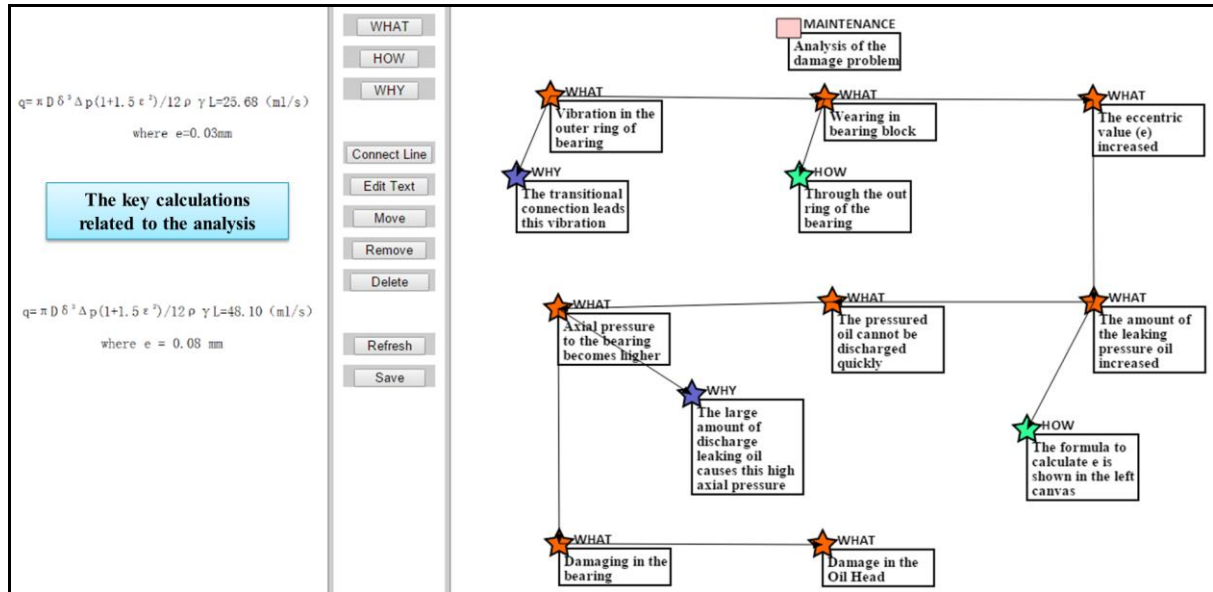 q=πDδ³Δp(1+1.5ε²)/12ργL=25.68 (ml/s)
where e=0.03mm
The key calculations
related to the analysis
q=πDδ³Δp(1+1.5ε²)/12ργL=48.10 (ml/s)
where e = 0.08 mm
WHAT
HOW
WHY
Connect Line
Edit Text
Move
Remove
Delete
Refresh
Save
MAINTENANCE
Analysis of the
damage problem
WHAT
Vibration in the
outer ring of
bearing
WHAT
Wearing in
bearing block
WHAT
The eccentric
value (e)
increased
WHY
The transitional
connection leads
this vibration
HOW
Through the out
ring of the
bearing
WHAT
Axial pressure
to the bearing
becomes higher
WHAT
The pressured
oil cannot be
discharged
quickly
WHAT
The amount of
the leaking
pressure oil
increased
WHY
The large
amount of
discharge
leaking oil
causes this high
axial pressure
HOW
The formula to
calculate e is
shown in the left
canvas
WHAT
Damaging in the
bearing
WHAT
Damage in the
Oil Head